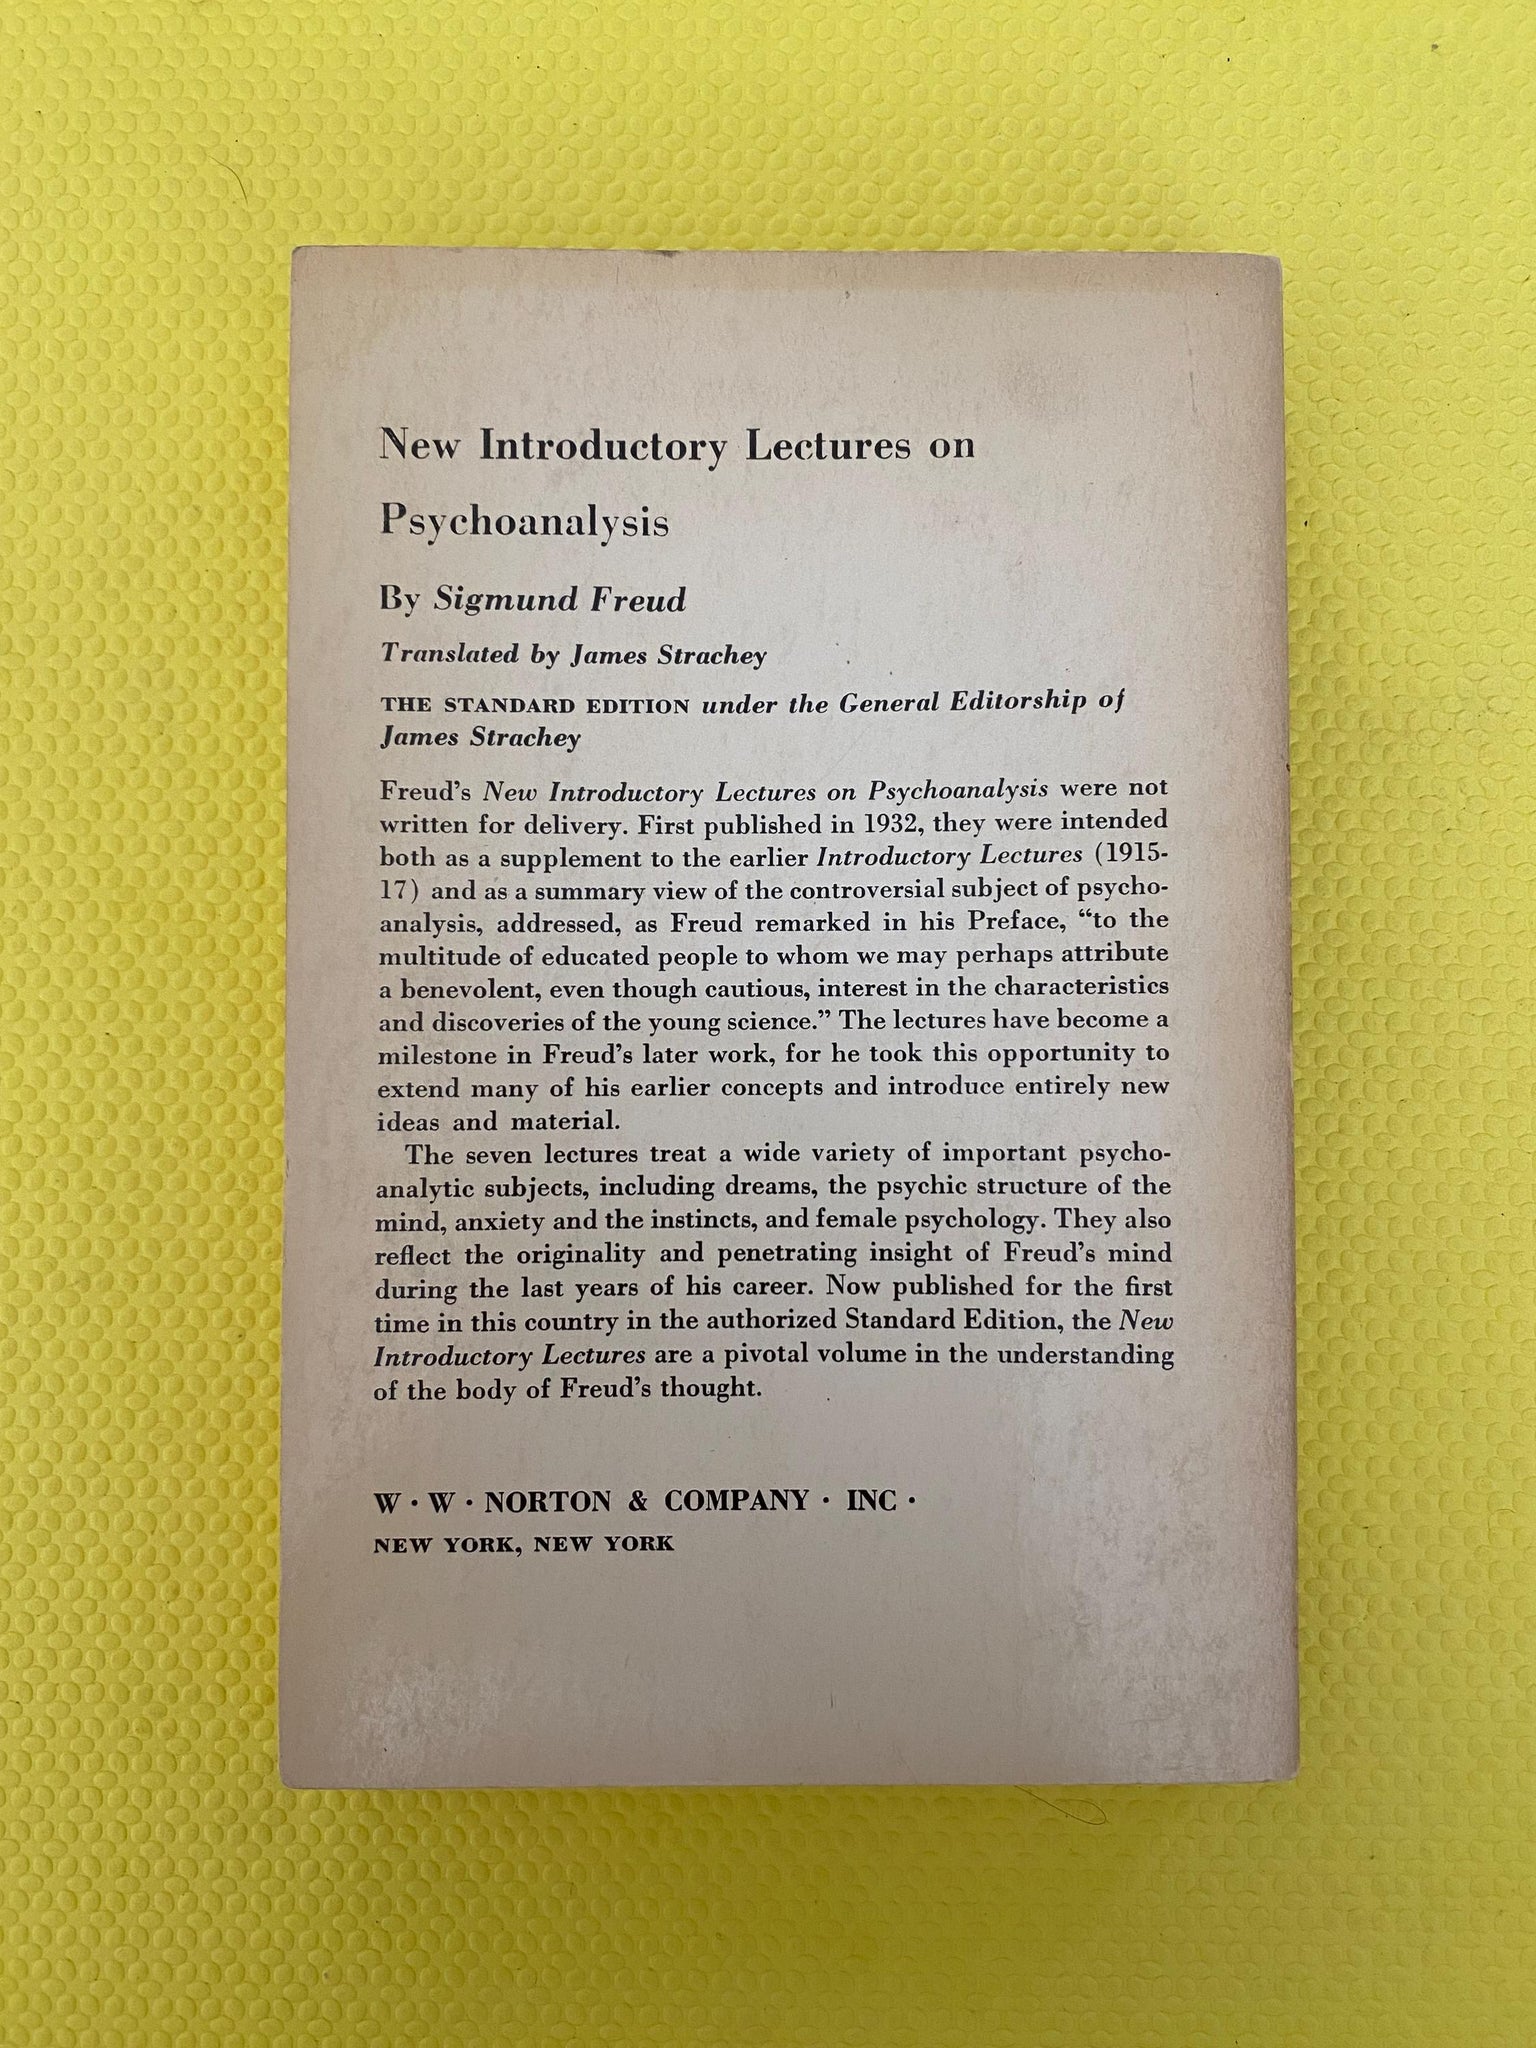 New Introductory Lectures on
Psychoanalysis
By Sigmund Freud
Translated by James Strachey
THE STANDARD EDITION under the General Editorship of
James Strachey
Freud's New Introductory Lectures on Psychoanalysis were not
written for delivery. First published in 1932, they were intended
both as a supplement to the earlier Introductory Lectures (1915-
17) and as a summary view of the controversial subject of psycho-
analysis, addressed, as Freud remarked in his Preface, “to the
multitude of educated people to whom we may perhaps attribute
a benevolent, even though cautious, interest in the characteristics
and discoveries of the young science.” The lectures have become a
milestone in Freud's later work, for he took this opportunity to
extend many of his earlier concepts and introduce entirely new
ideas and material.
The seven lectures treat a wide variety of important psycho-
analytic subjects, including dreams, the psychic structure of the
mind, anxiety and the instincts, and female psychology. They also
reflect the originality and penetrating insight of Freud's mind
during the last years of his career. Now published for the first
time in this country in the authorized Standard Edition, the New
Introductory Lectures are a pivotal volume in the understanding
of the body of Freud's thought.
W · W · NORTON & COMPANY · INC ·
NEW YORK, NEW YORK